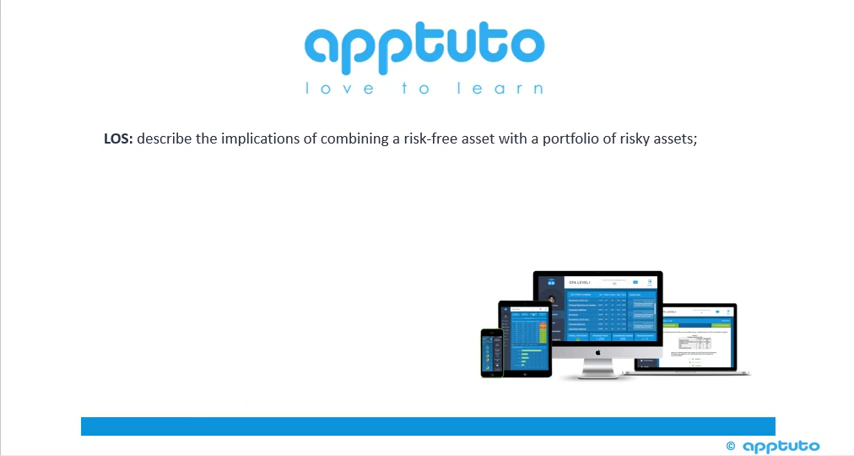 apptuto
love to learn
LOS: describe the implications of combining a risk-free asset with a portfolio of risky assets;
© apptuto